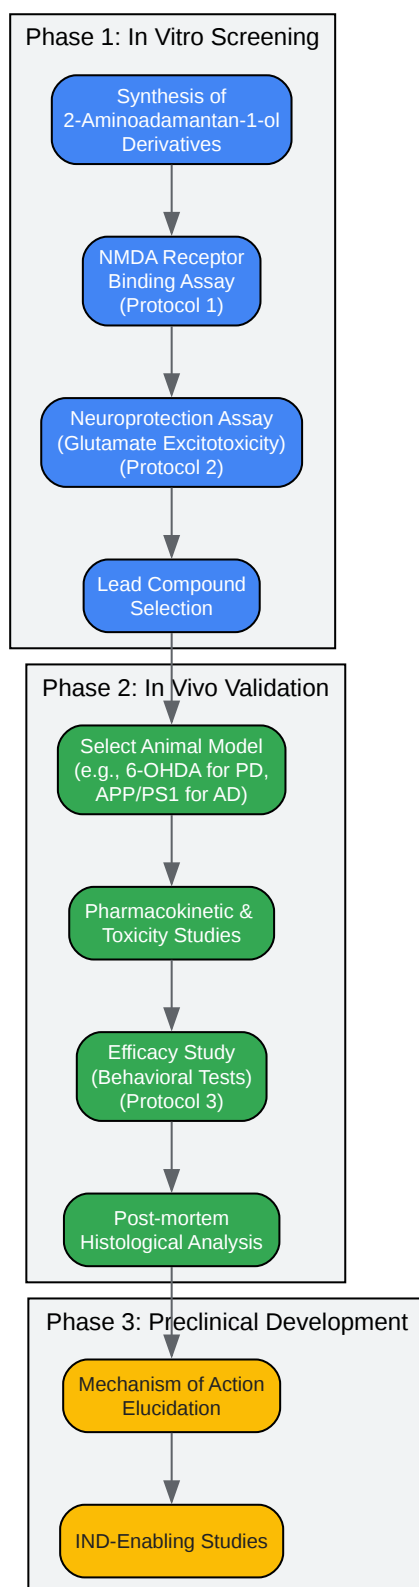 Phase 1: In Vitro Screening
Synthesis of
2-Aminoadamantan-1-ol
Derivatives
NMDA Receptor
Binding Assay
(Protocol 1)
Neuroprotection Assay
(Glutamate Excitotoxicity)
(Protocol 2)
Lead Compound
Selection
Phase 2: In Vivo Validation
Select Animal Model
(e.g., 6-OHDA for PD,
APP/PS1 for AD)
Pharmacokinetic &
Toxicity Studies
Efficacy Study
(Behavioral Tests)
(Protocol 3)
Post-mortem
Histological Analysis
Phase 3: Preclinical Development
Mechanism of Action
Elucidation
IND-Enabling Studies